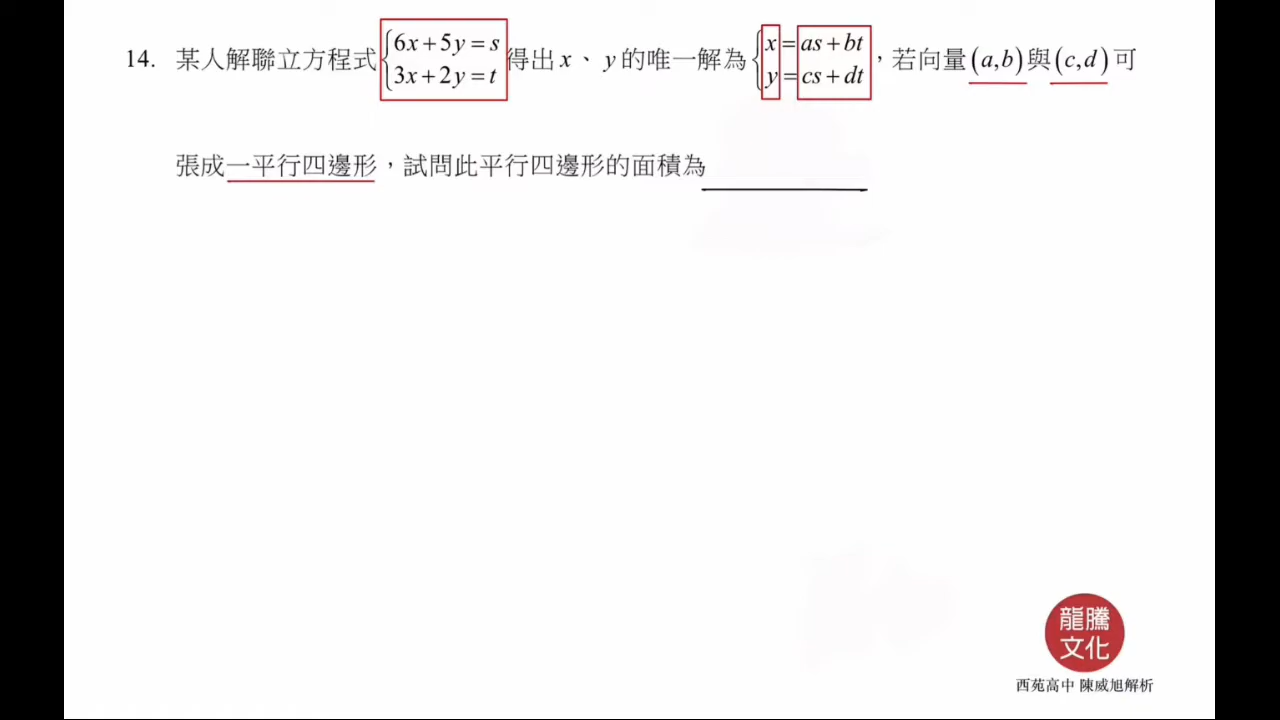 14. 某人解聯立方程式{6x+5y=s 3x+2y=t 得出 x、y 的唯一解為{x=as+bt y=cs+dt,若向量(a,b)與(c,d)可
張成一平行四邊形,試問此平行四邊形的面積為
龍騰
文化
西苑高中 陳威旭解析